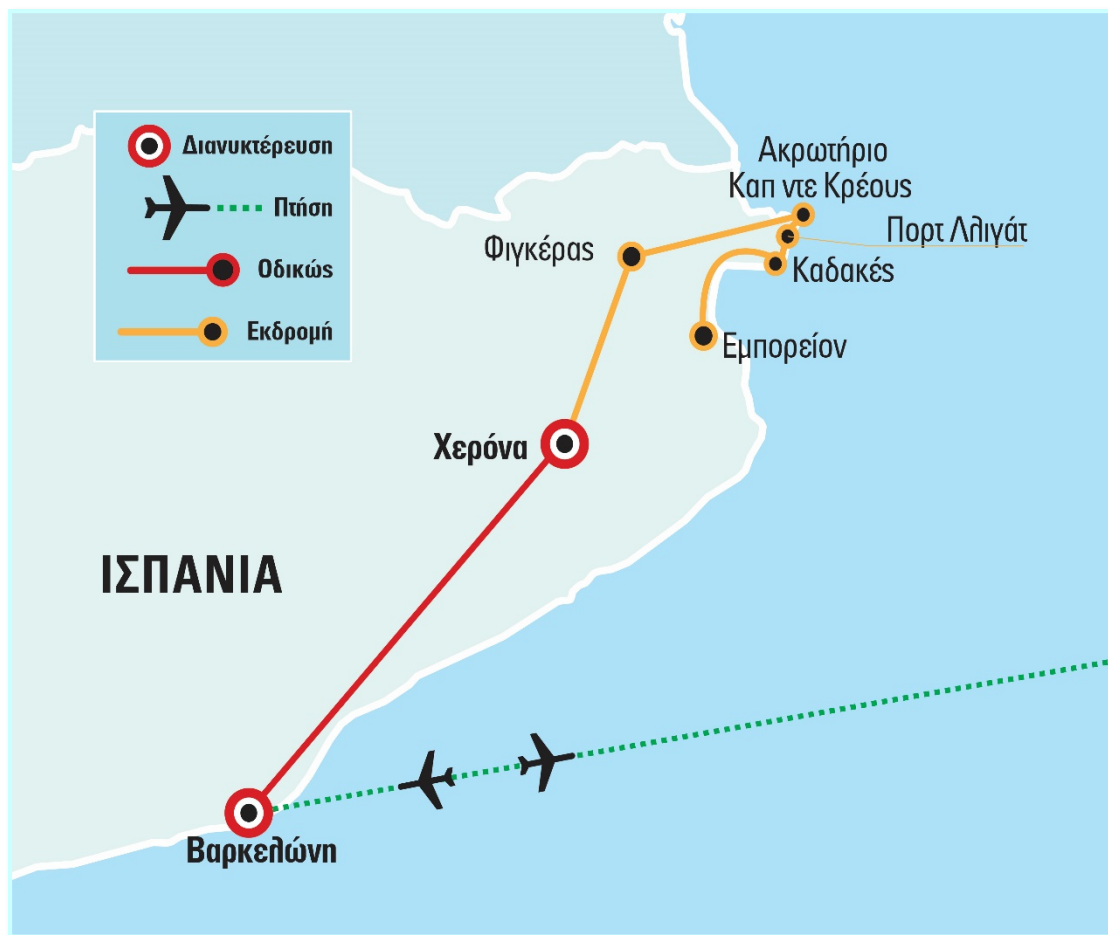 Διανυκτέρευση
Πτήση
Οδικώς
Εκδρομή
Ακρωτήριο
Καπ ντε Κρέους
Πορτ Λλιγάτ
Φιγκέρας
Καδακές
Εμπορείον
Χερόνα
ΙΣΠΑΝΙΑ
Βαρκελώνη